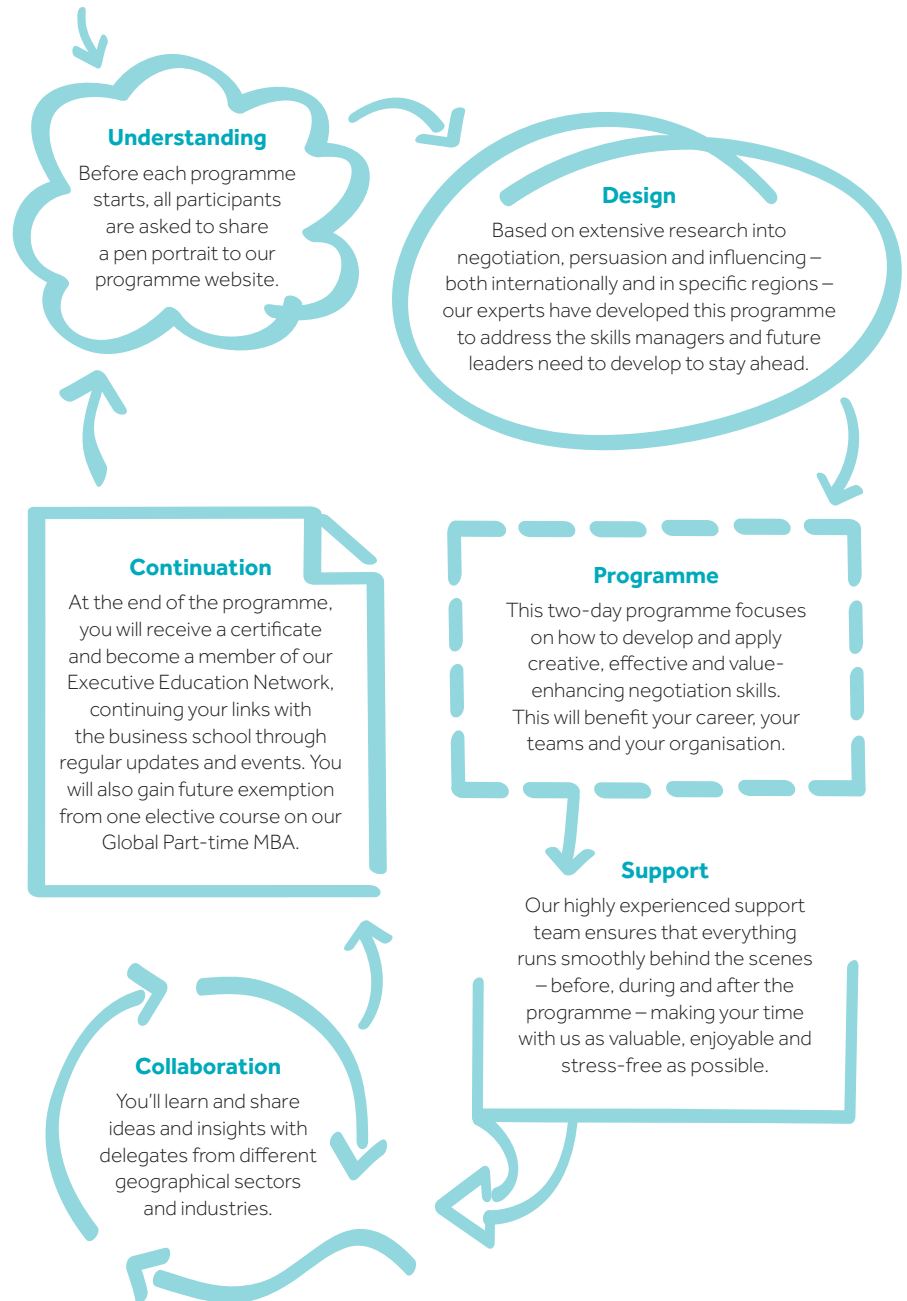 Understanding
Before each programme
starts, all participants
are asked to share
a pen portrait to our
programme website.
Design
Based on extensive research into
negotiation, persuasion and influencing –
both internationally and in specific regions –
our experts have developed this programme
to address the skills managers and future
leaders need to develop to stay ahead.
Programme
This two-day programme focuses
on how to develop and apply
creative, effective and value-
enhancing negotiation skills.
This will benefit your career, your
teams and your organisation.
Support
Our highly experienced support
team ensures that everything
runs smoothly behind the scenes
– before, during and after the
programme – making your time
with us as valuable, enjoyable and
stress-free as possible.
Collaboration
You'll learn and share
ideas and insights with
delegates from different
geographical sectors
and industries.
Continuation
At the end of the programme,
you will receive a certificate
and become a member of our
Executive Education Network,
continuing your links with
the business school through
regular updates and events. You
will also gain future exemption
from one elective course on our
Global Part-time MBA.